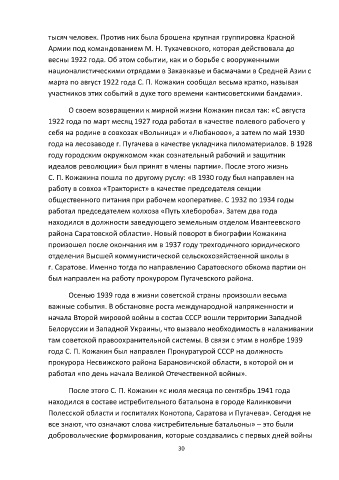 тысяч человек. Против них была брошена крупная группировка Красной
Армии под командованием М. Н. Тухачевского, которая действовала до
весны 1922 года. Об этом событии, как и о борьбе с вооруженными
националистическими отрядами в Закавказье и басмачами в Средней Азии с
марта по август 1922 С. П. Кожакин сообщал весьма кратко, называя
участников этих событий в духе того времени «антисоветскими бандами».
О своем возвращении к мирной жизни Кожакин писал так: «С августа
1922 года по март месяц 1927 года работал в качестве полевого рабочего у
себя на родине в совхозах «Вольница» и «Любаново», а затем по май 1930
года на лесозаводе г. Пугачева в качестве укладчика пиломатериалов. В 1928
году городским окружкомом «как сознательный рабочий и защитник
идеалов революции» был принят в члены партии». После этого жизнь
С. П. Кожакина пошла по другому руслу: «В 1930 году был направлен на
работу в совхоз «Тракторист» в качестве председателя секции
общественного питания при рабочем кооперативе. С 1932 по 1934 годы
работал председателем колхоза «Путь хлебороба». Затем два года
находился в должности заведующего земельным отделом Ивантеевского
района Саратовской области». Новый поворот в биографии Кожакина
произошел после окончания им в 1937 году трехгодичного юридического
отделения Высшей коммунистической сельскохозяйственной школы в
г. Саратове. Именно тогда по направлению Саратовского обкома партии он
был направлен на работу прокурором Пугачевского района.
Осенью 1939 года в жизни советской страны произошли весьма
важные события. В обстановке роста международной напряженности и
начала Второй мировой войны в состав СССР вошли территории Западной
Белоруссии и Западной Украины, что вызвало необходимость в налаживании
там советской правоохранительной системы. В связи с этим в ноябре 1939
года С. П. Кожакин был направлен Прокуратурой СССР на должность
прокурора Несвижского района Барановичской области, в которой он и
работал «по день начала Великой Отечественной войны».
После этого С. П. Кожакин «с июля месяца по сентябрь 1941 года
находился в составе истребительного батальона в городе Калинковичи
Полесской области и госпиталях Конотопа, Саратова и Пугачева». Сегодня не
все знают, что означают слова «истребительные батальоны» – это были
добровольческие формирования, которые создавались с первых дней войны
30